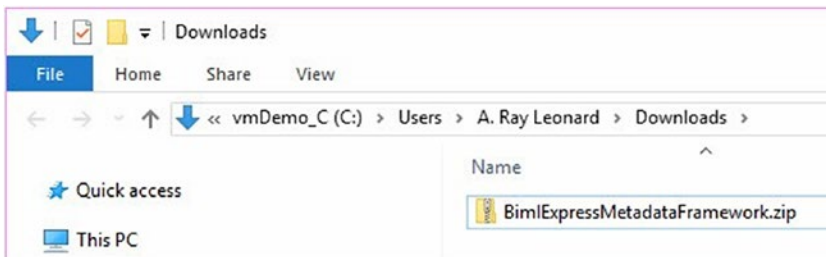 Downloads
File Home Share View
« vmDemo_C (C:) > Users > A. Ray Leonard > Downloads >
Name
Quick access
BimlExpressMetadataFramework.zip
This PC